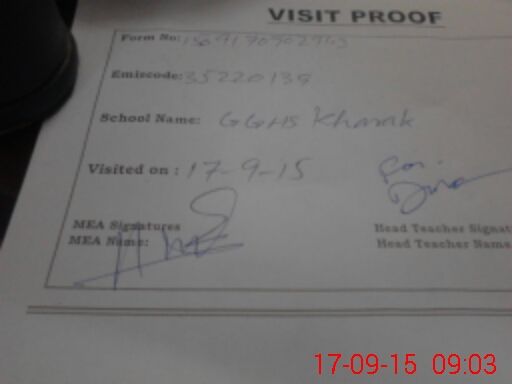 VISIT PROOF
Form No:
Emiscode: 35220139
School Name: GGHS Kharak
Visited on : 17-9-15
MEA Signatures
MEA Name:
Head Teacher Signat
Head Teacher Name
17-09-15 09:03